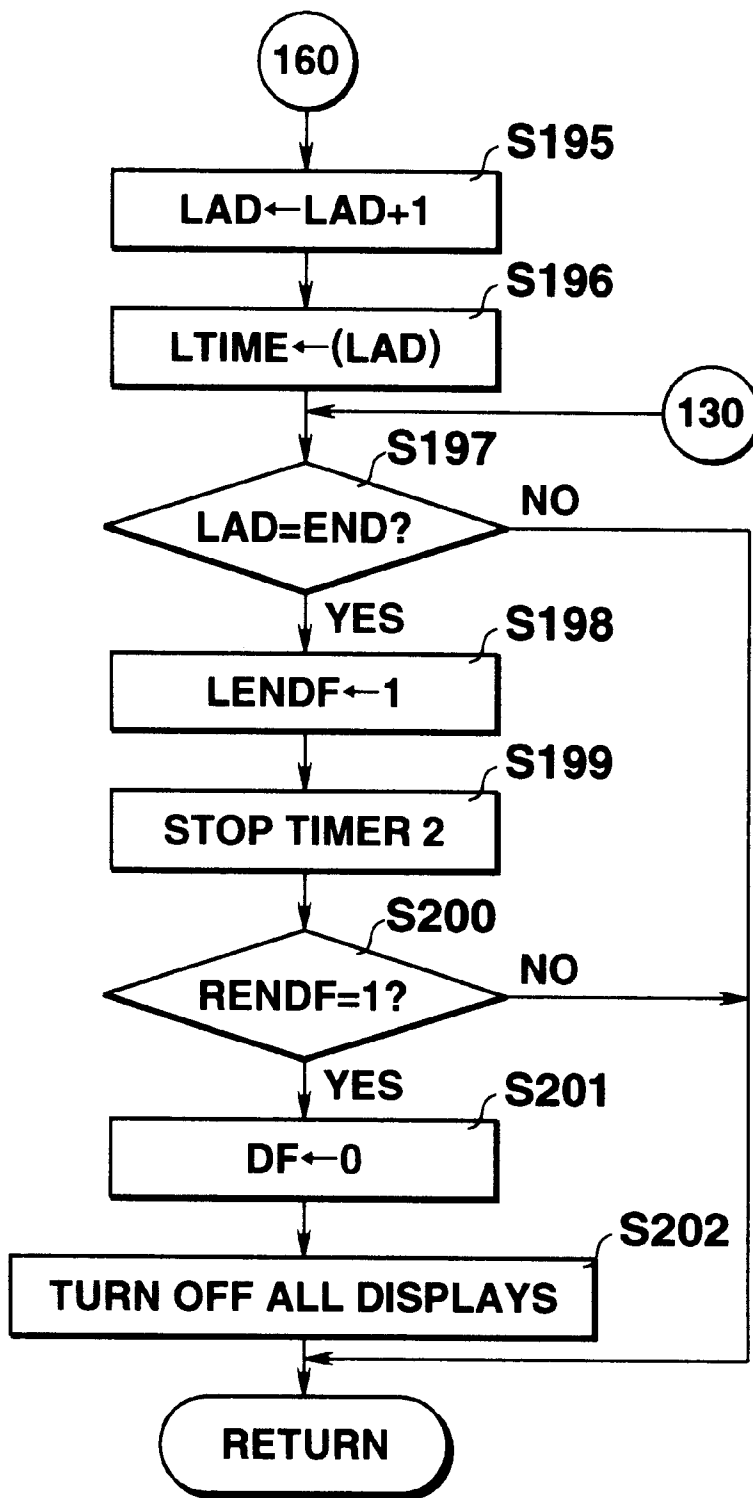 160
S195
LAD←LAD+1
S196
LTIME←(LAD)
130
S197
LAD=END?
NO
YES
S198
LENDF←1
S199
STOP TIMER 2
S200
RENDF=1?
NO
YES
S201
DF←0
S202
TURN OFF ALL DISPLAYS
RETURN